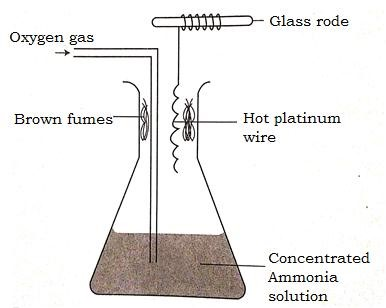 Glass rode
Oxygen gas
Brown fumes
Hot platinum
wire
Concentrated
Ammonia
solution